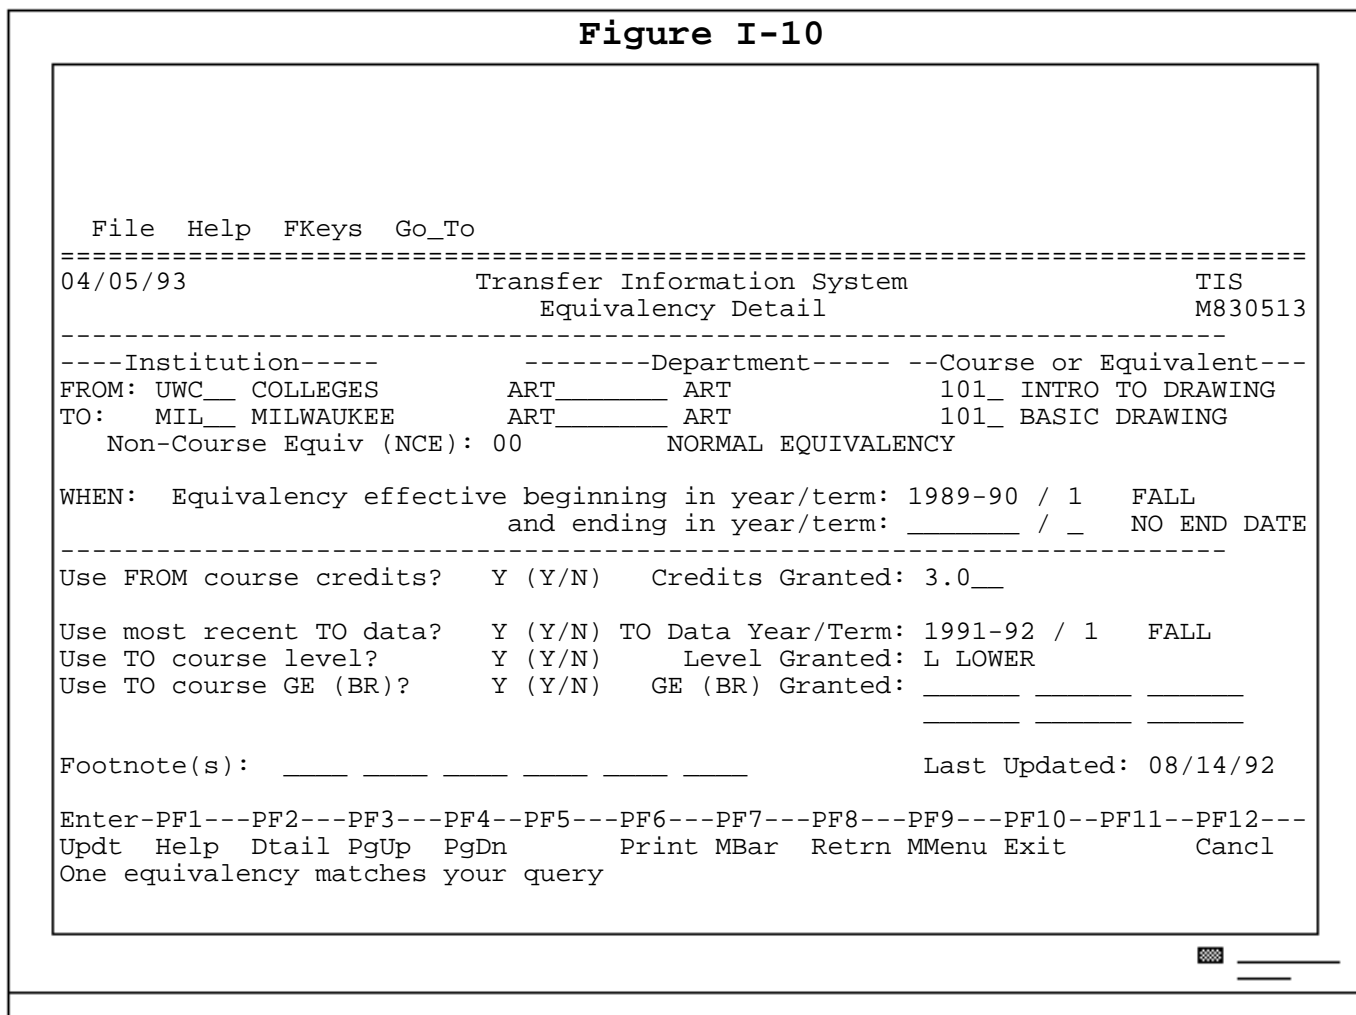 Figure I-10
File  Help  FKeys  Go_To
==============================================================================
04/05/93                  Transfer Information System                  TIS
                              Equivalency Detail                       M830513
-------------------------------------------------------------------------
----Institution-----         --------Department----- --Course or Equivalent---
FROM: UWC__ COLLEGES        ART_______ ART             101_ INTRO TO DRAWING
TO:   MIL__ MILWAUKEE       ART_______ ART             101_ BASIC DRAWING
   Non-Course Equiv (NCE): 00         NORMAL EQUIVALENCY
WHEN:  Equivalency effective beginning in year/term: 1989-90 / 1   FALL
                            and ending in year/term: _______ / _   NO END DATE
-------------------------------------------------------------------------
Use FROM course credits?   Y (Y/N)   Credits Granted: 3.0__
Use most recent TO data?   Y (Y/N) TO Data Year/Term: 1991-92 / 1   FALL
Use TO course level?       Y (Y/N)     Level Granted: L LOWER
Use TO course GE (BR)?     Y (Y/N)   GE (BR) Granted: ______ ______ ______
                                                      ______ ______ ______
Footnote(s):  ____ ____ ____ ____ ____ ____           Last Updated: 08/14/92
Enter-PF1---PF2---PF3---PF4--PF5---PF6---PF7---PF8---PF9---PF10--PF11--PF12---
Updt  Help  Dtail PgUp  PgDn       Print MBar  Retrn MMenu Exit        Cancl
One equivalency matches your query